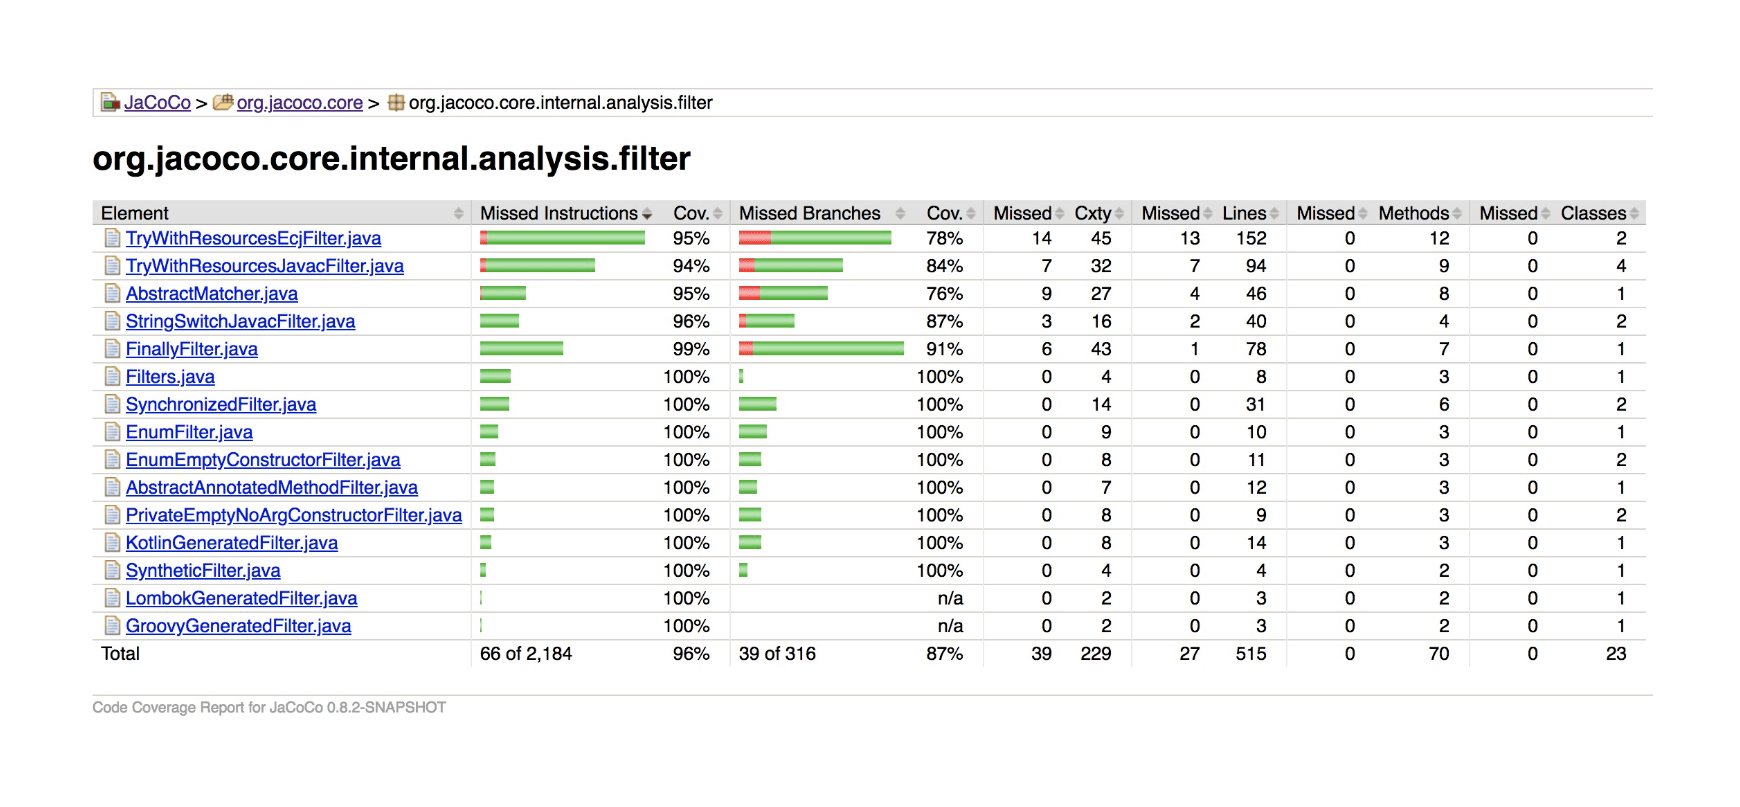 JaCoCo > org.jacoco.core > org.jacoco.core.internal.analysis.filter
org.jacoco.core.internal.analysis.filter
Element Missed Instructions Cov. Missed Branches Cov. Missed Cxty Missed Lines Missed Methods Missed Classes
TryWithResourcesEcjFilter.java 95% 78% 14 45 13 152 0 12 0 2
TryWithResourcesJavacFilter.java 94% 84% 7 32 7 94 0 9 0 4
AbstractMatcher.java 95% 76% 9 27 4 46 0 8 0 1
StringSwitchJavacFilter.java 96% 87% 3 16 2 40 0 4 0 2
FinallyFilter.java 99% 91% 6 43 1 78 0 7 0 1
Filters.java 100% 100% 0 4 0 8 0 3 0 1
SynchronizedFilter.java 100% 100% 0 14 0 31 0 6 0 2
EnumFilter.java 100% 100% 0 9 0 10 0 3 0 1
EnumEmptyConstructorFilter.java 100% 100% 0 8 0 11 0 3 0 2
AbstractAnnotatedMethodFilter.java 100% 100% 0 7 0 12 0 3 0 1
PrivateEmptyNoArgConstructorFilter.java 100% 100% 0 8 0 9 0 3 0 2
KotlinGeneratedFilter.java 100% 100% 0 8 0 14 0 3 0 1
SyntheticFilter.java 100% 100% 0 4 0 4 0 2 0 1
LombokGeneratedFilter.java 100% n/a 0 2 0 3 0 2 0 1
GroovyGeneratedFilter.java 100% n/a 0 2 0 3 0 2 0 1
Total 66 of 2,184 96% 39 of 316 87% 39 229 27 515 0 70 0 23
Code Coverage Report for JaCoCo 0.8.2-SNAPSHOT